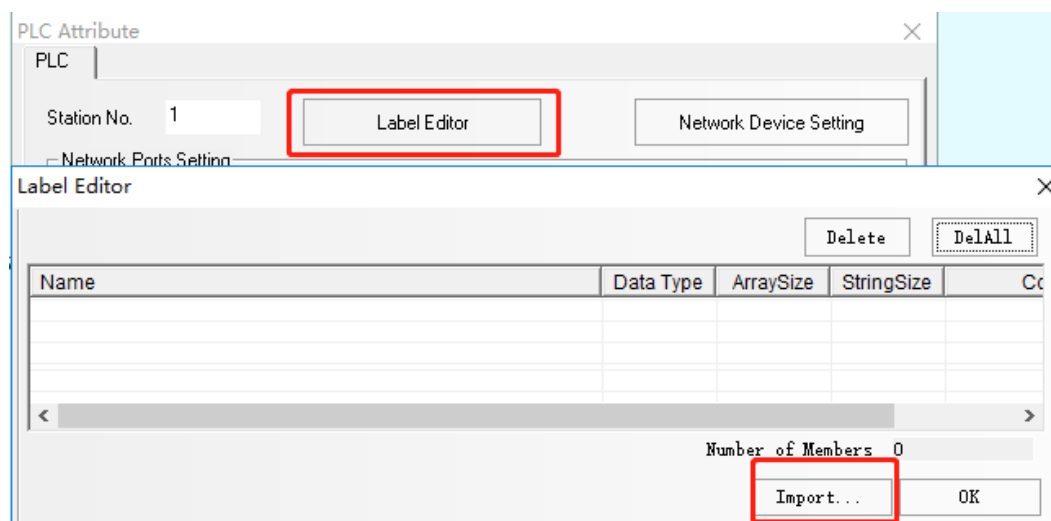 PLC Attribute
PLC
Station No. 1 Label Editor Network Device Setting
Network Ports Setting
Label Editor
Delete DelAll
Name Data Type ArraySize StringSize
Number of Members 0
Import... OK